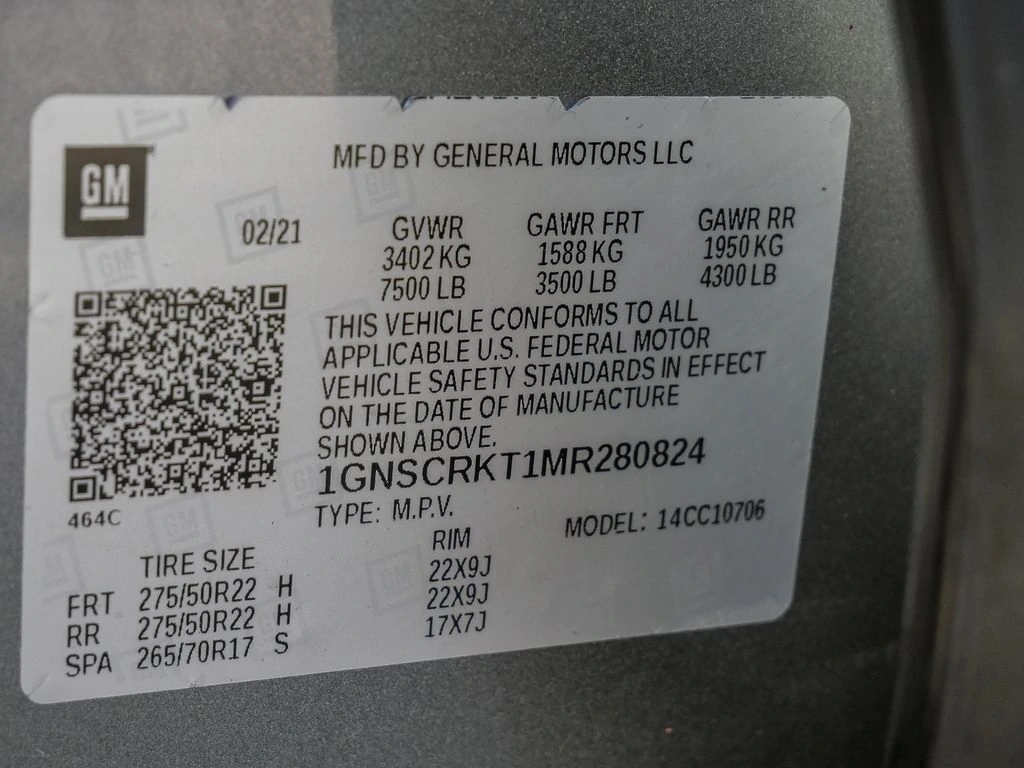 GM
MFD BY GENERAL MOTORS LLC
02/21 GVWR GAWR FRT GAWR RR
3402 KG 1588 KG 1950 KG
7500 LB 3500 LB 4300 LB
THIS VEHICLE CONFORMS TO ALL
APPLICABLE U.S. FEDERAL MOTOR
VEHICLE SAFETY STANDARDS IN EFFECT
ON THE DATE OF MANUFACTURE
SHOWN ABOVE.
1GNSCRKT1MR280824
464C
TYPE: M.P.V. MODEL: 14CC10706
TIRE SIZE RIM
FRT 275/50R22 H 22X9J
RR 275/50R22 H 22X9J
SPA 265/70R17 S 17X7J